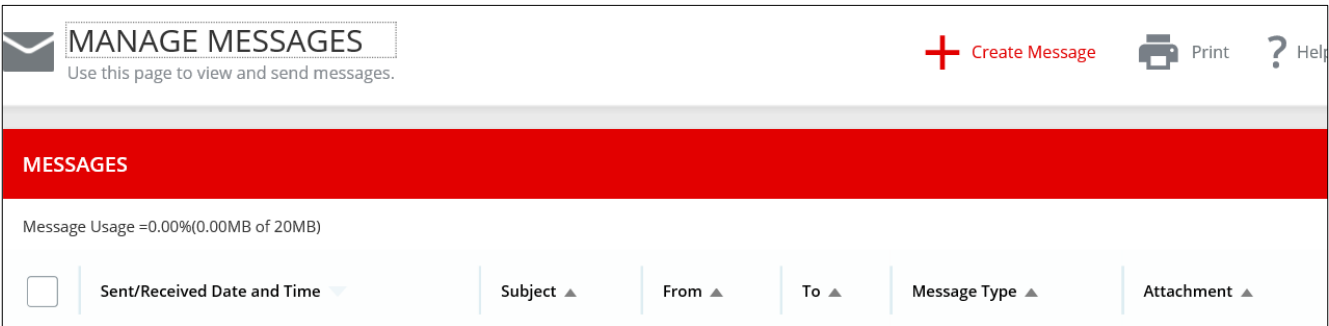 MANAGE MESSAGES
Use this page to view and send messages.
Create Message Print Help
MESSAGES
Message Usage =0.00%(0.00MB of 20MB)
Sent/Received Date and Time Subject From To Message Type Attachment